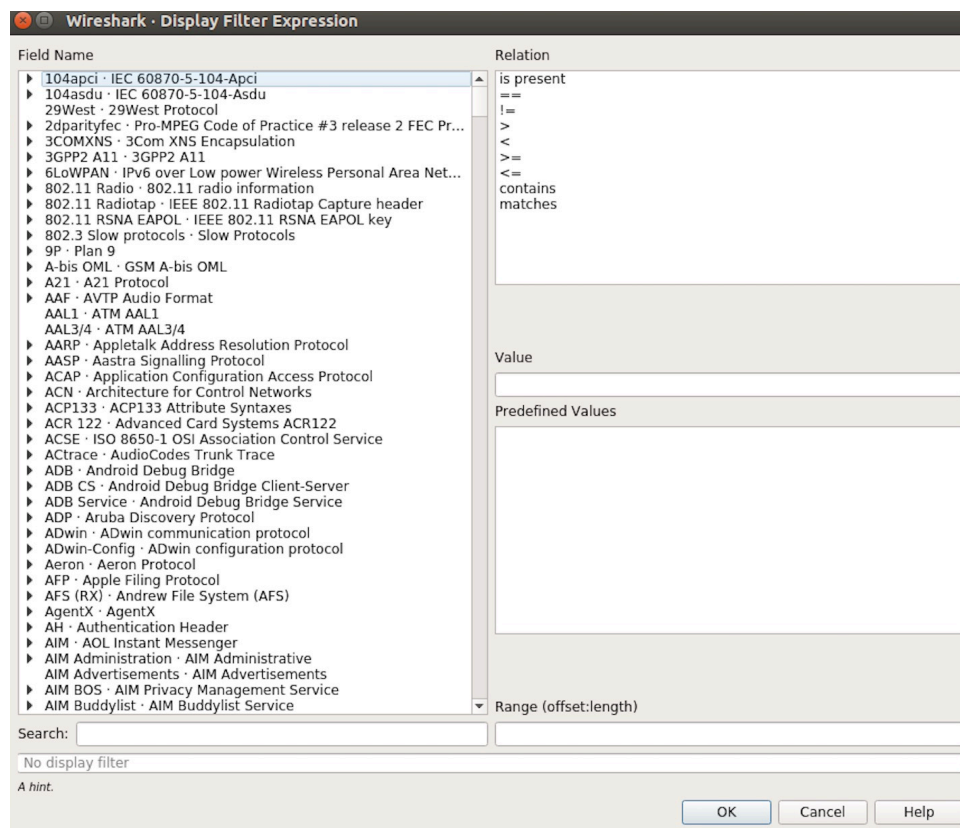 Wireshark · Display Filter Expression
Field Name
104apci · IEC 60870-5-104-Apci
104asdu · IEC 60870-5-104-Asdu
29West · 29West Protocol
2dparityfec · Pro-MPEG Code of Practice #3 release 2 FEC Pr...
3COMXNS · 3Com XNS Encapsulation
3GPP2 A11 · 3GPP2 A11
6LoWPAN · IPv6 over Low power Wireless Personal Area Net...
802.11 Radio · 802.11 radio information
802.11 Radiotap · IEEE 802.11 Radiotap Capture header
802.11 RSNA EAPOL · IEEE 802.11 RSNA EAPOL key
802.3 Slow protocols · Slow Protocols
9P · Plan 9
A-bis OML · GSM A-bis OML
A21 · A21 Protocol
AAF · AVTP Audio Format
AAL1 · ATM AAL1
AAL3/4 · ATM AAL3/4
AARP · Appletalk Address Resolution Protocol
AASP · Aastra Signalling Protocol
ACAP · Application Configuration Access Protocol
ACN · Architecture for Control Networks
ACP133 · ACP133 Attribute Syntaxes
ACR 122 · Advanced Card Systems ACR122
ACSE · ISO 8650-1 OSI Association Control Service
ACtrace · AudioCodes Trunk Trace
ADB · Android Debug Bridge
ADB CS · Android Debug Bridge Client-Server
ADB Service · Android Debug Bridge Service
ADP · Aruba Discovery Protocol
ADwin · ADwin communication protocol
ADwin-Config · ADwin configuration protocol
Aeron · Aeron Protocol
AFP · Apple Filing Protocol
AFS (RX) · Andrew File System (AFS)
AgentX · AgentX
AH · Authentication Header
AIM · AOL Instant Messenger
AIM Administration · AIM Administrative
AIM Advertisements · AIM Advertisements
AIM BOS · AIM Privacy Management Service
AIM Buddylist · AIM Buddylist Service
Search:
Relation
is present
==
!=
>
<
>=
<=
contains
matches
Value
Predefined Values
Range (offset:length)
No display filter
A hint.
OK
Cancel
Help